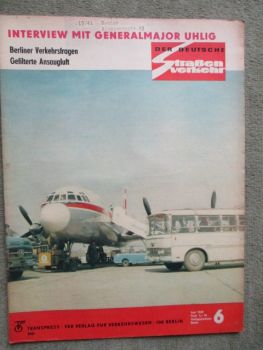 INTERVIEW MIT GENERALMAJOR UHLIG
Berliner Verkehrsfragen
Gefilterte Ansaugluft
DER DEUTSCHE
Straßen
verkehr
6
TRANSPRESS · VEB VERLAG FÜR VERKEHRSWESEN · 108 BERLIN